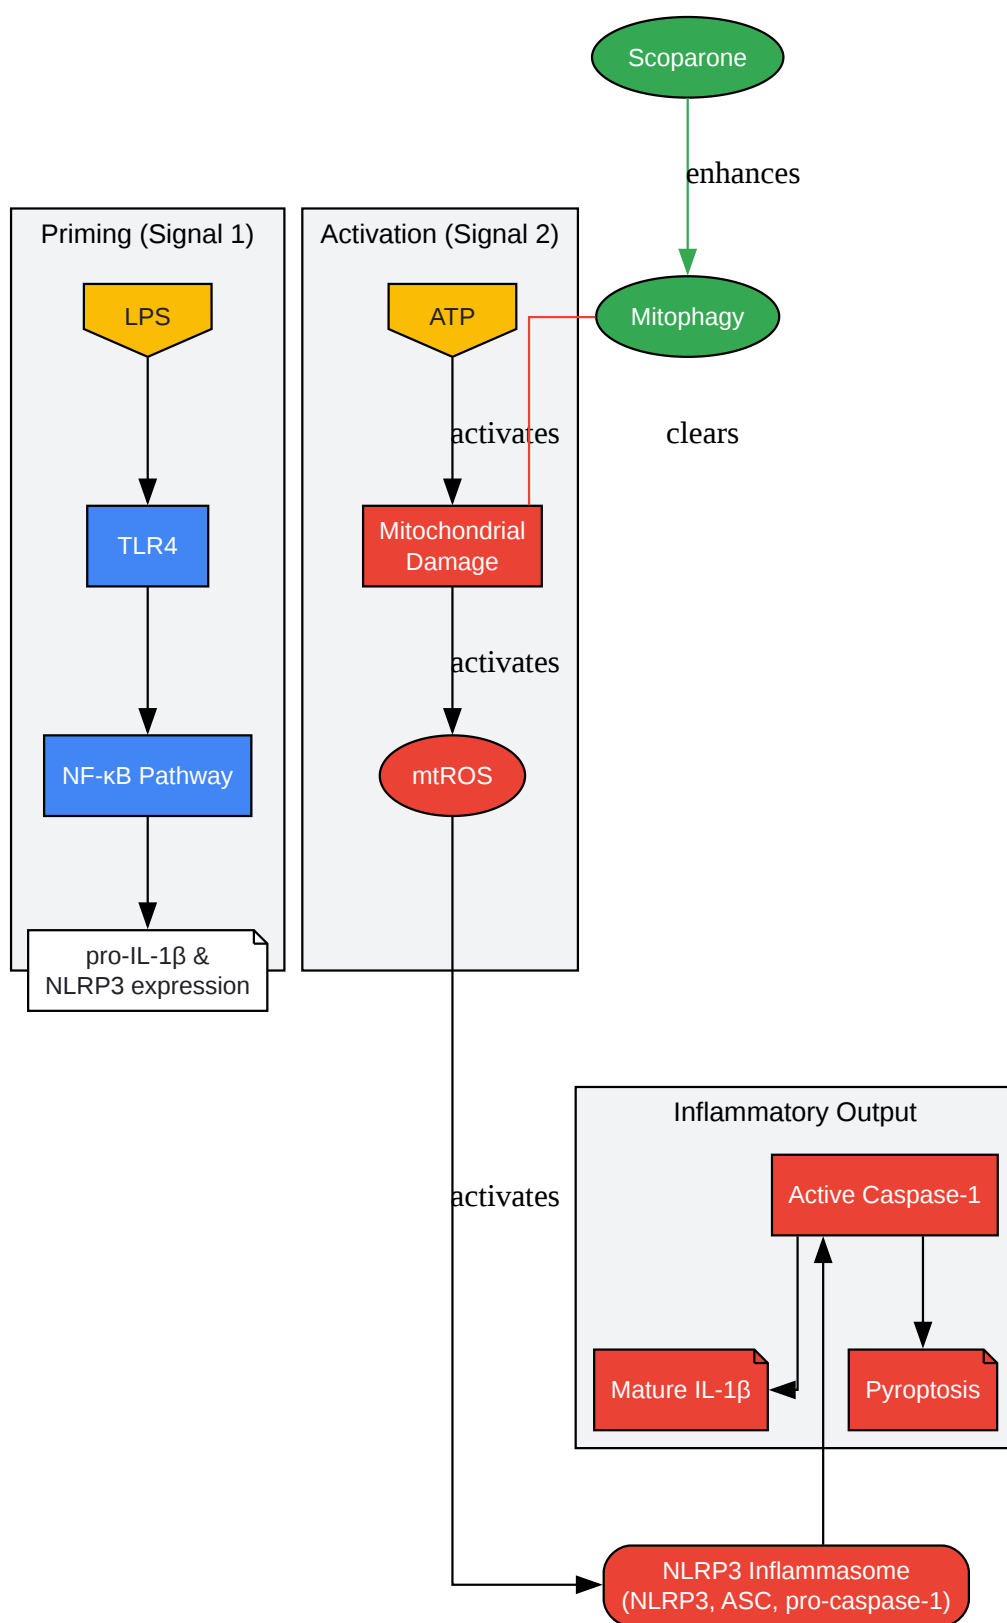 Scoparone
enhances
Priming (Signal 1)
Activation (Signal 2)
LPS
ATP
Mitophagy
activates
clears
TLR4
Mitochondrial
Damage
activates
NF-κB Pathway
mtROS
pro-IL-1β &
NLRP3 expression
Inflammatory Output
activates
Active Caspase-1
Mature IL-1β
Pyroptosis
NLRP3 Inflammasome
(NLRP3, ASC, pro-caspase-1)